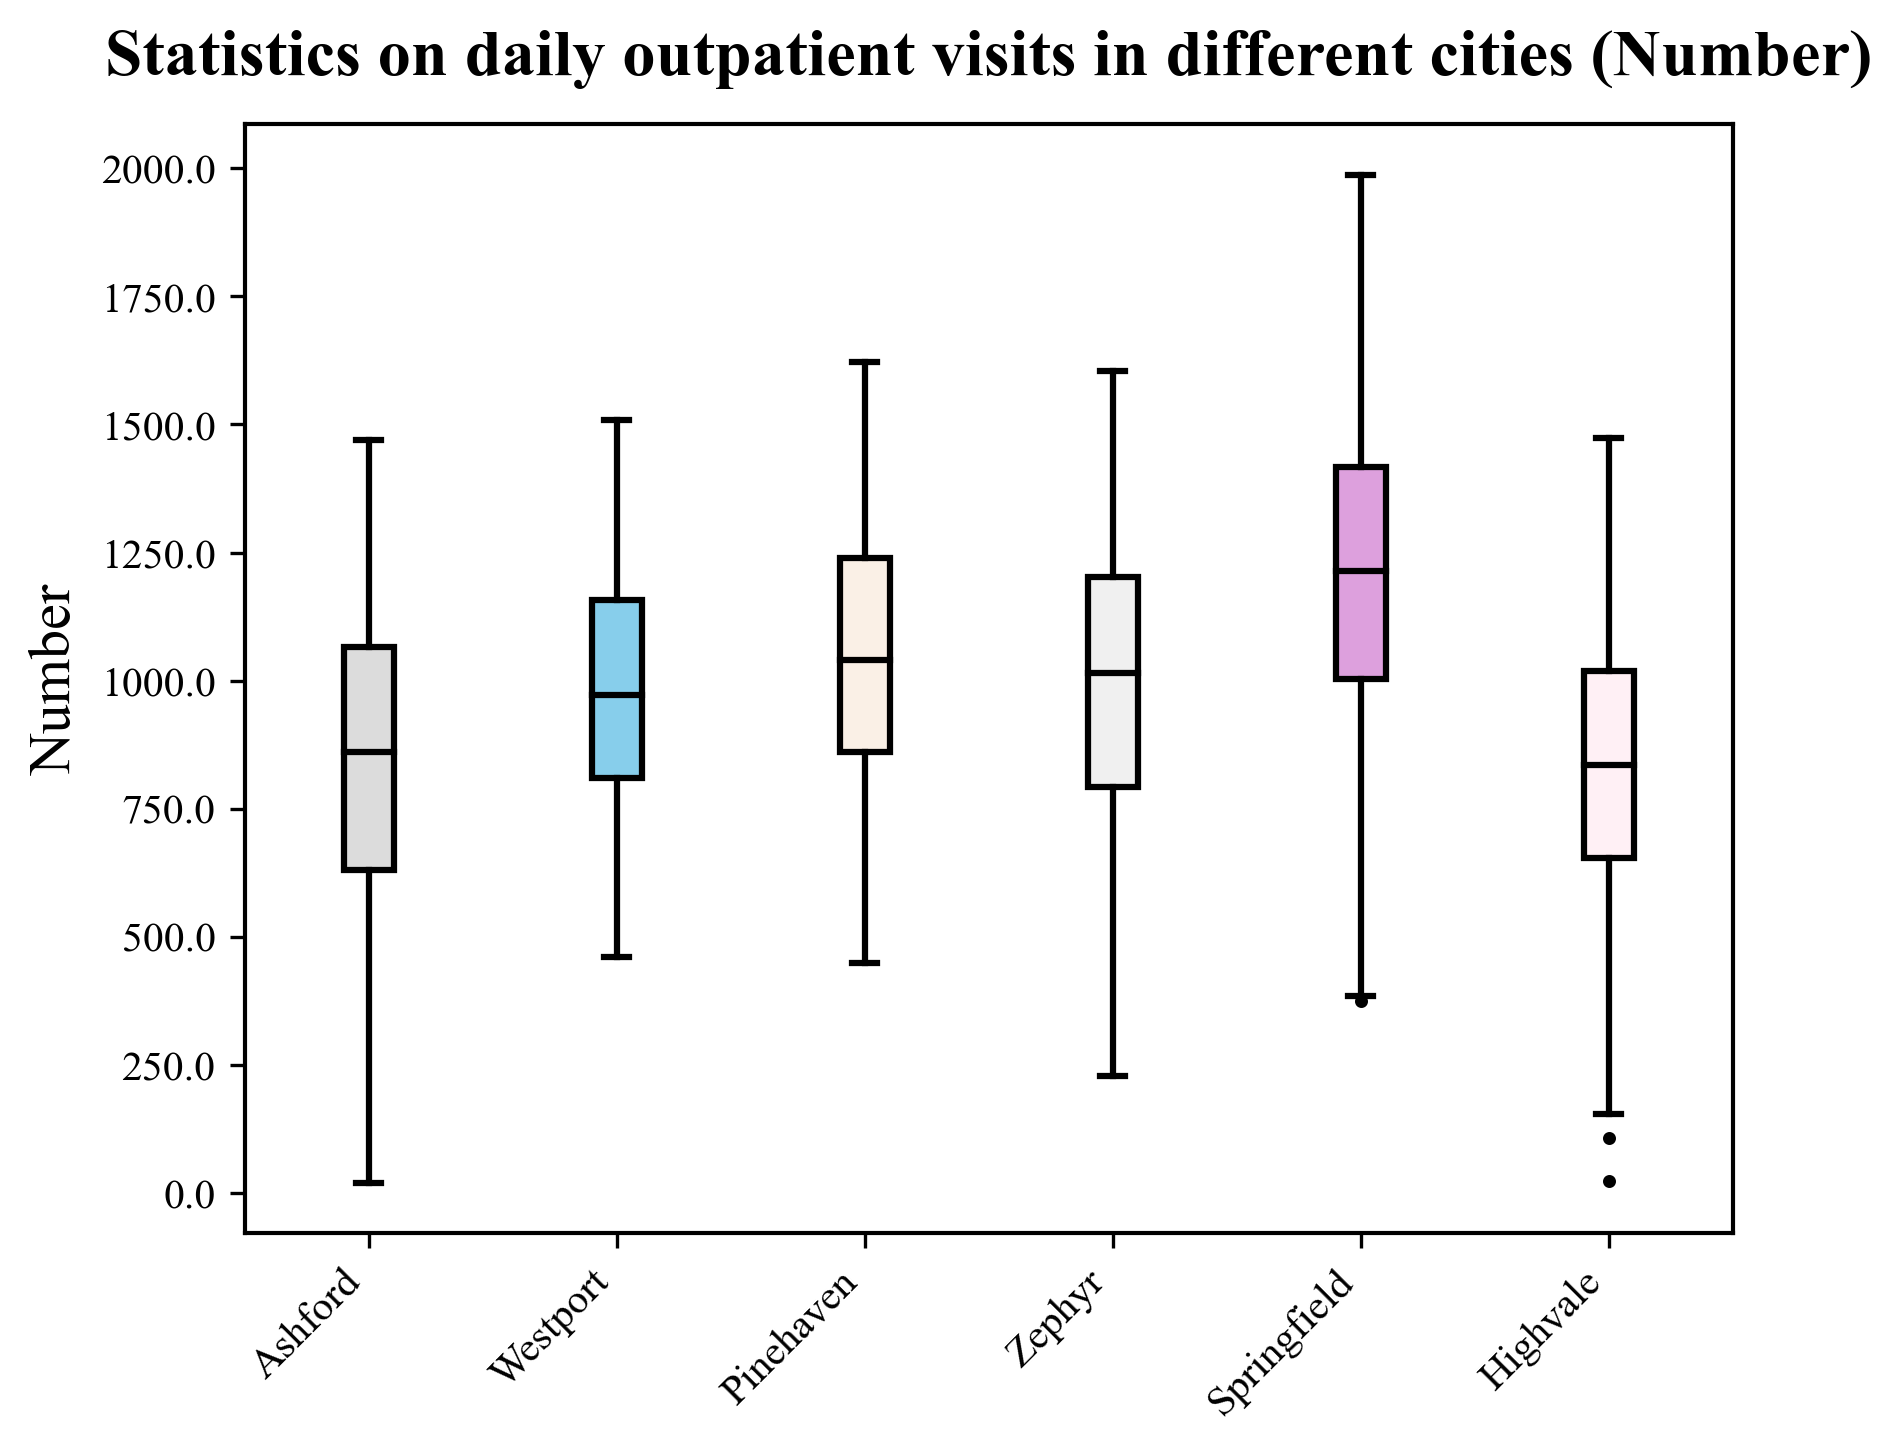 Statistics on daily outpatient visits in different cities (Number)
Number
2000.0
1750.0
1500.0
1250.0
1000.0
750.0
500.0
250.0
0.0
Ashford
Westport
Pinehaven
Zephyr
Springfield
Highvale